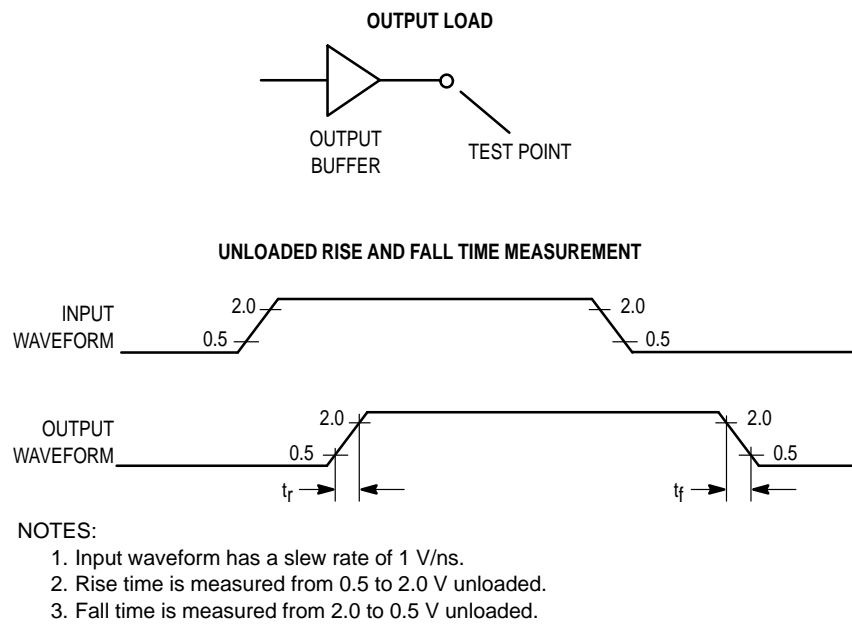 OUTPUT LOAD
OUTPUT
BUFFER
TEST POINT
UNLOADED RISE AND FALL TIME MEASUREMENT
INPUT
WAVEFORM
2.0
0.5
2.0
0.5
OUTPUT
WAVEFORM
2.0
0.5
2.0
0.5
tr
tf
NOTES:
1. Input waveform has a slew rate of 1 V/ns.
2. Rise time is measured from 0.5 to 2.0 V unloaded.
3. Fall time is measured from 2.0 to 0.5 V unloaded.